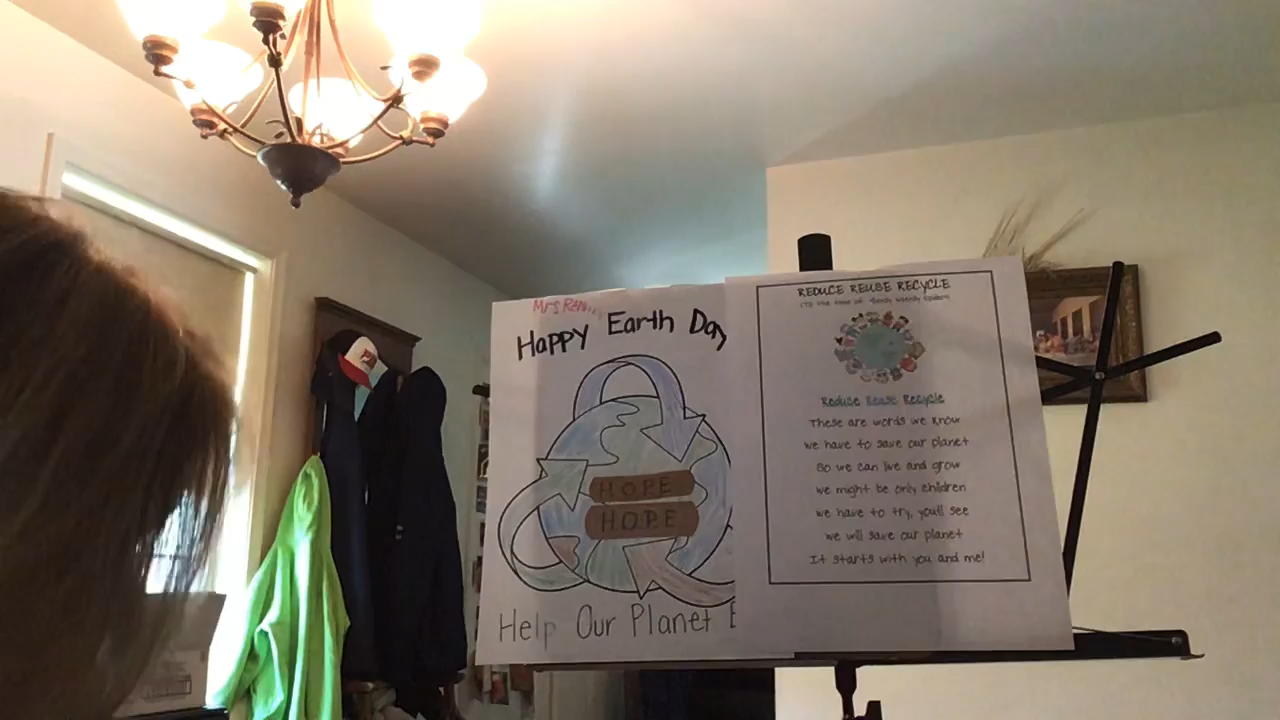 Happy Earth Day
HOPE
HOPE
Help Our Planet
REDUCE REUSE RECYCLE
Reduce Reuse Recycle
These are words we know
we have to save our planet
so we can live and grow
we might be only children
we have to try, you'll see
we will save our planet
It starts with you and me!